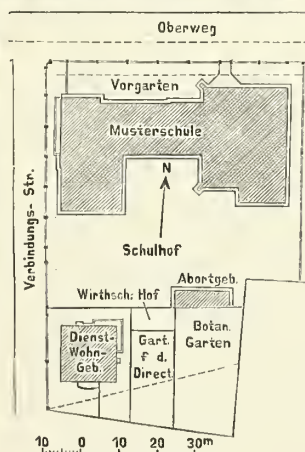 Oberweg
Vorgarten
Musterschule
N
Verbindungs-Str.
Schulhof
Abortgeb.
Wirthsch. Hof
Dienst-
Wohn-
Geb.
Gart.
f. d.
Direct.
Botan.
Garten
10 0 10 20 30m